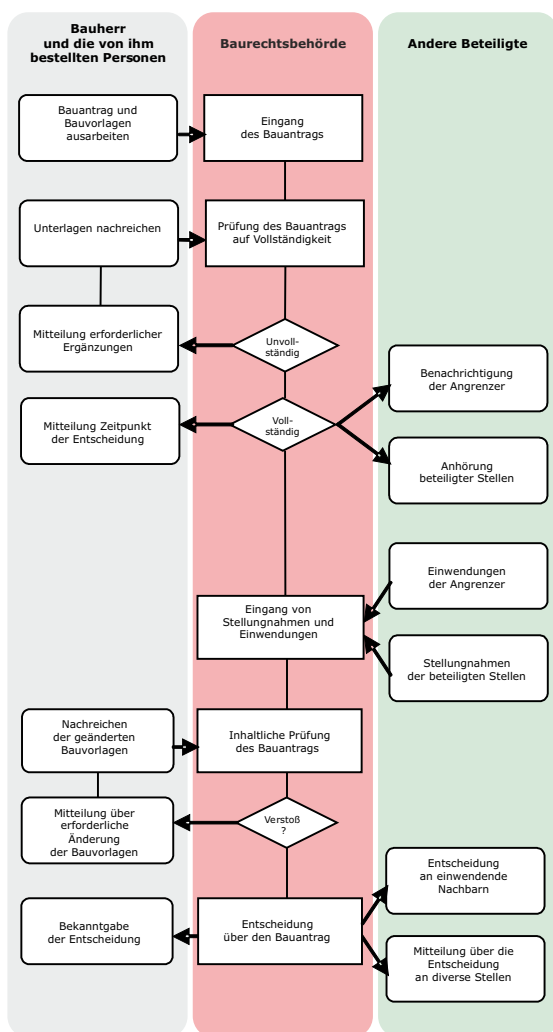 Bauherr
und die von ihm
bestellten Personen
Baurechtsbehörde
Andere Beteiligte
Bauantrag und
Bauvorlagen
ausarbeiten
Eingang
des Bauantrags
Unterlagen nachreichen
Prüfung des Bauantrags
auf Vollständigkeit
Mitteilung erforderlicher
Ergänzungen
Unvoll-
ständig
Benachrichtigung
der Angrenzer
Mitteilung Zeitpunkt
der Entscheidung
Voll-
ständig
Anhörung
beteiligter Stellen
Einwendungen
der Angrenzer
Eingang von
Stellungnahmen und
Einwendungen
Stellungnahmen
der beteiligten Stellen
Nachreichen
der geänderten
Bauvorlagen
Inhaltliche Prüfung
des Bauantrags
Mitteilung über
erforderliche
Änderung
der Bauvorlagen
Verstoß
?
Entscheidung
an einwendende
Nachbarn
Bekanntgabe
der Entscheidung
Entscheidung
über den Bauantrag
Mitteilung über die
Entscheidung
an diverse Stellen